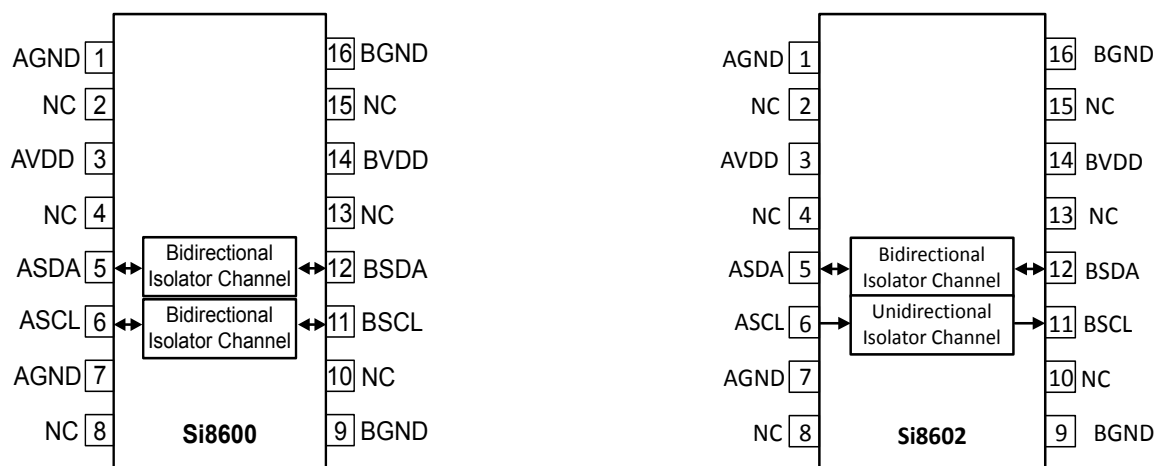 AGND 1 16 BGND
NC 2 15 NC
AVDD 3 14 BVDD
NC 4 13 NC
ASDA 5 Bidirectional Isolator Channel 12 BSDA
ASCL 6 Bidirectional Isolator Channel 11 BSCL
AGND 7 10 NC
NC 8 Si8600 9 BGND
AGND 1 16 BGND
NC 2 15 NC
AVDD 3 14 BVDD
NC 4 13 NC
ASDA 5 Bidirectional Isolator Channel 12 BSDA
ASCL 6 Unidirectional Isolator Channel 11 BSCL
AGND 7 10 NC
NC 8 Si8602 9 BGND